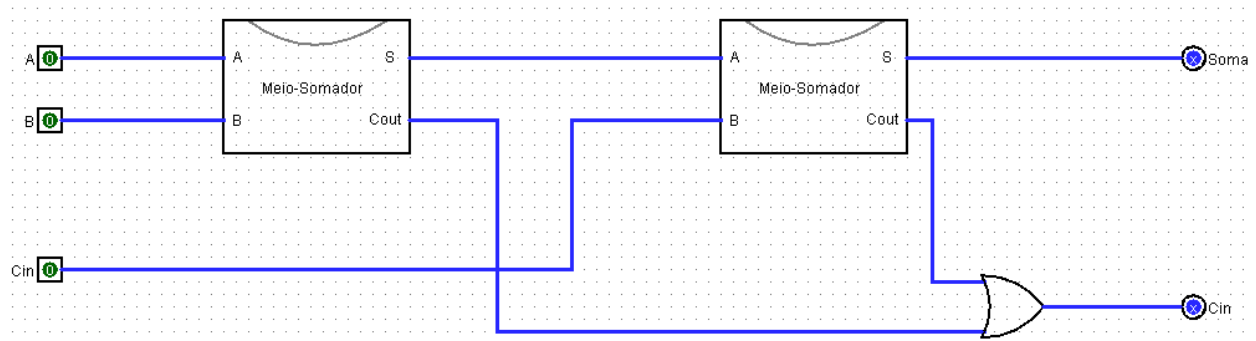 A 0
A S
Meio-Somador
B Cout
A S
Meio-Somador
B Cout
x Soma
B 0
Cin 0
x Cin